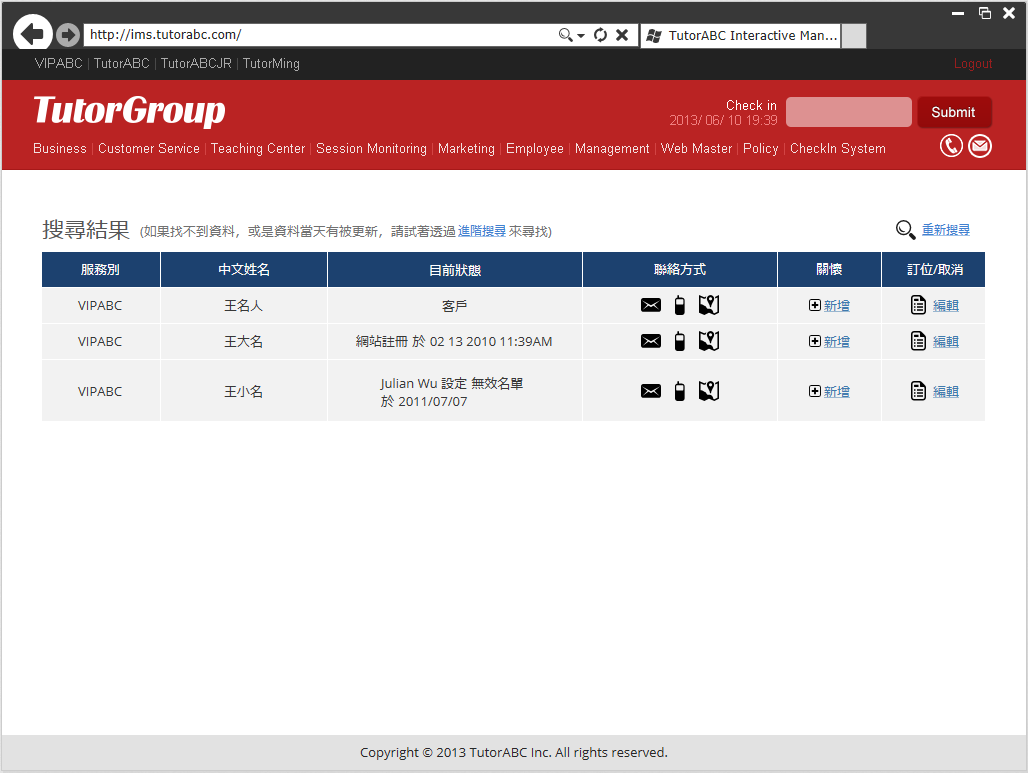 http://ims.tutorabc.com/
TutorABC Interactive Man...
VIPABC | TutorABC | TutorABCJR | TutorMing
Logout
TutorGroup
Check in
2013/ 06/ 10 19:39
Submit
Business | Customer Service | Teaching Center | Session Monitoring | Marketing | Employee | Management | Web Master | Policy | CheckIn System
搜尋結果 (如果找不到資料，或是資料當天有被更新，請試著透過進階搜尋來尋找)
重新搜尋
服務別 中文姓名 目前狀態 聯絡方式 關懷 訂位/取消
VIPABC 王名人 客戶 新增 編輯
VIPABC 王大名 網站註冊 於 02 13 2010 11:39AM 新增 編輯
VIPABC 王小名 Julian Wu 設定 無效名單 新增 編輯
於 2011/07/07
Copyright © 2013 TutorABC Inc. All rights reserved.